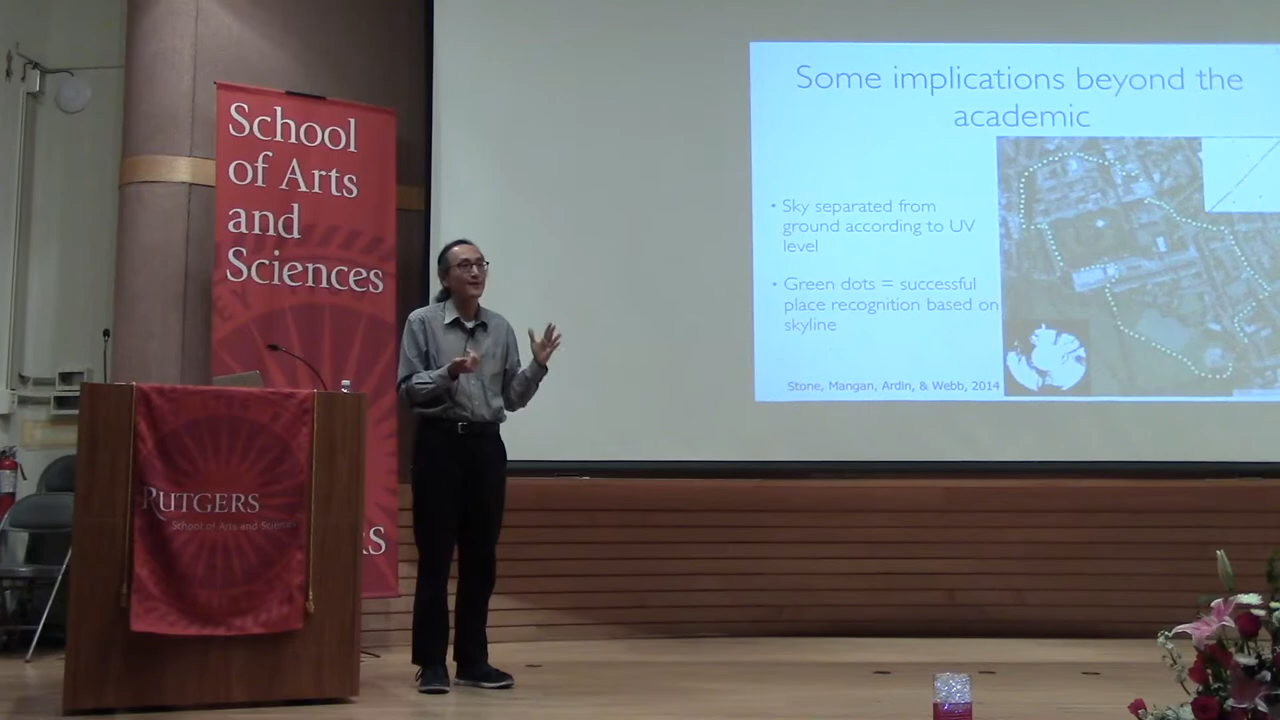 School
of Arts
and
Sciences
RS
RUTGERS
School of Arts and Sciences
Some implications beyond the
academic
• Sky separated from
ground according to UV
level
• Green dots = successful
place recognition based on
skyline
Stone, Mangan, Ardin, & Webb, 2014